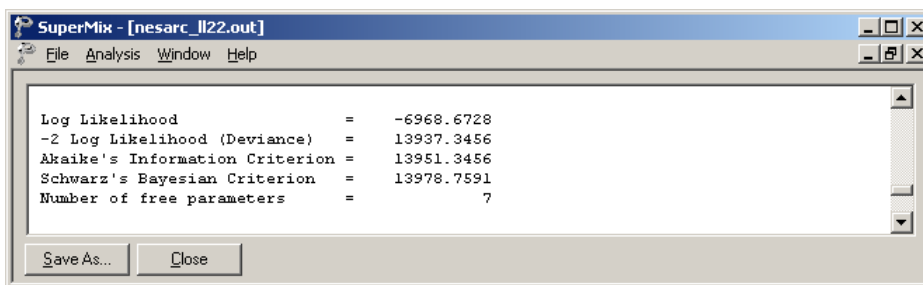 SuperMix - [nesarc_ll22.out]
File Analysis Window Help
Log Likelihood = -6968.6728
-2 Log Likelihood (Deviance) = 13937.3456
Akaike's Information Criterion = 13951.3456
Schwarz's Bayesian Criterion = 13978.7591
Number of free parameters = 7
Save As... Close